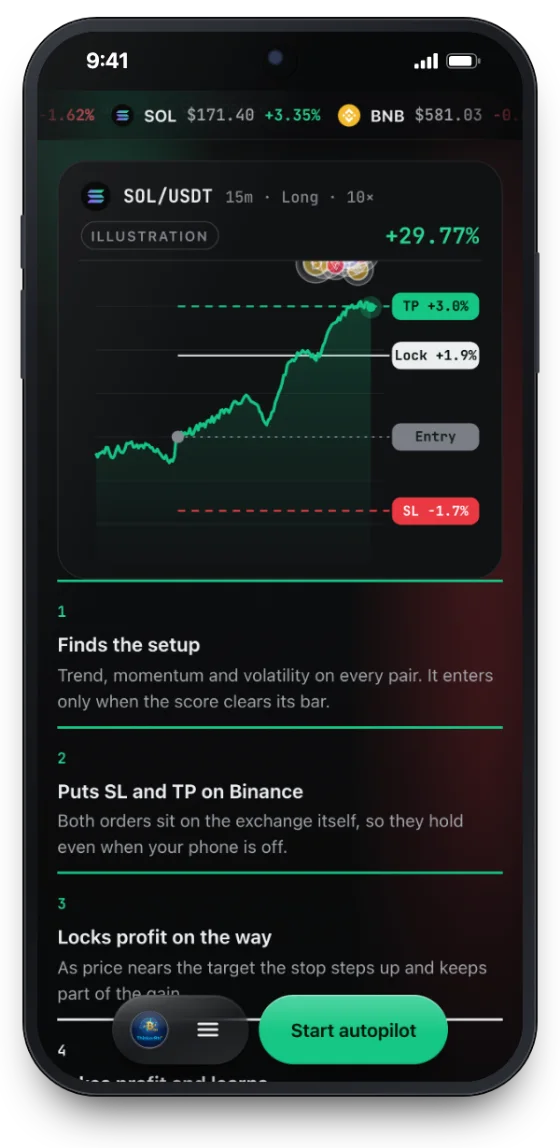 9:41
-1.62% SOL $171.40 +3.35% BNB $581.03 -0.
SOL/USDT 15m · Long · 10×
ILLUSTRATION +29.77%
TP +3.0%
Lock +1.9%
Entry
SL -1.7%
1
Finds the setup
Trend, momentum and volatility on every pair. It enters
only when the score clears its bar.
2
Puts SL and TP on Binance
Both orders sit on the exchange itself, so they hold
even when your phone is off.
3
Locks profit on the way
As price nears the target the stop steps up and keeps
part of the gain
Start autopilot
4
profit and learns